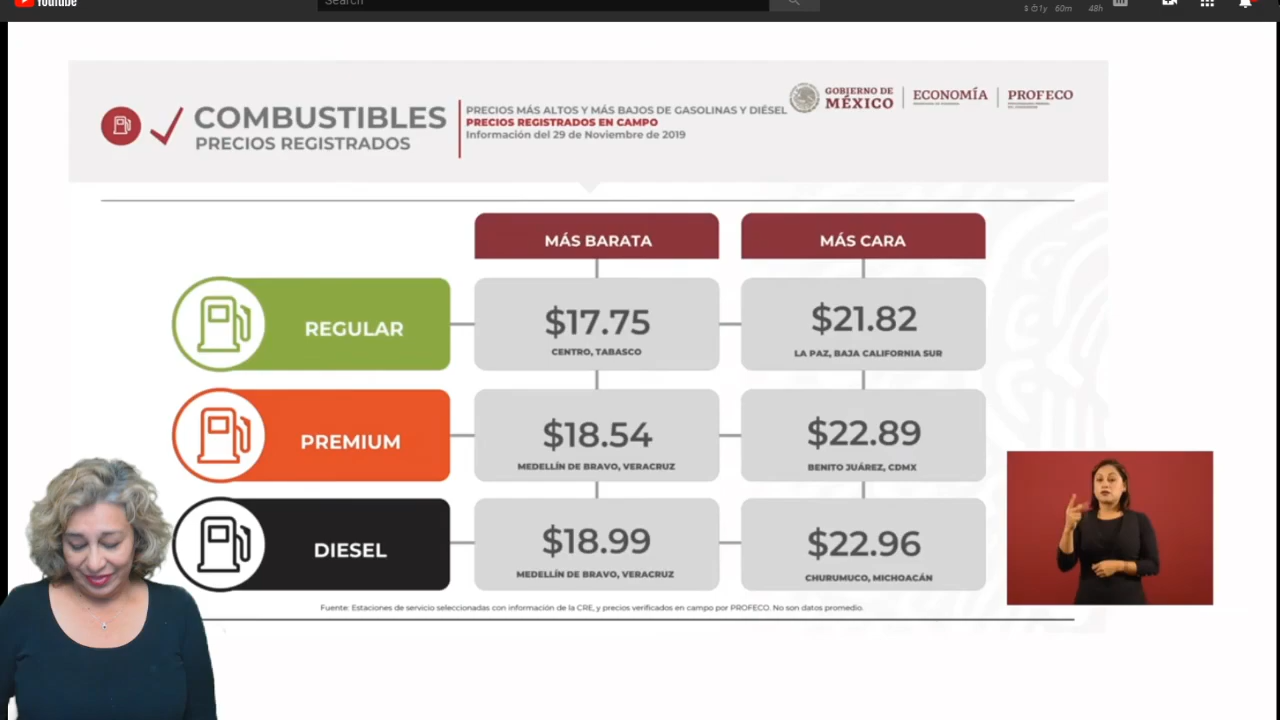 YouTube
Search
$ ⏱1y 60m 48h
COMBUSTIBLES
PRECIOS REGISTRADOS
PRECIOS MÁS ALTOS Y MÁS BAJOS DE GASOLINAS Y DIÉSEL
PRECIOS REGISTRADOS EN CAMPO
Información del 29 de Noviembre de 2019
GOBIERNO DE
MÉXICO
ECONOMÍA
PROFECO
MÁS BARATA
MÁS CARA
REGULAR
$17.75
CENTRO, TABASCO
$21.82
LA PAZ, BAJA CALIFORNIA SUR
PREMIUM
$18.54
MEDELLÍN DE BRAVO, VERACRUZ
$22.89
BENITO JUÁREZ, CDMX
DIESEL
$18.99
MEDELLÍN DE BRAVO, VERACRUZ
$22.96
CHURUMUCO, MICHOACÁN
Fuente: Estaciones de servicio seleccionadas con información de la CRE, y precios verificados en campo por PROFECO. No son datos promedio.